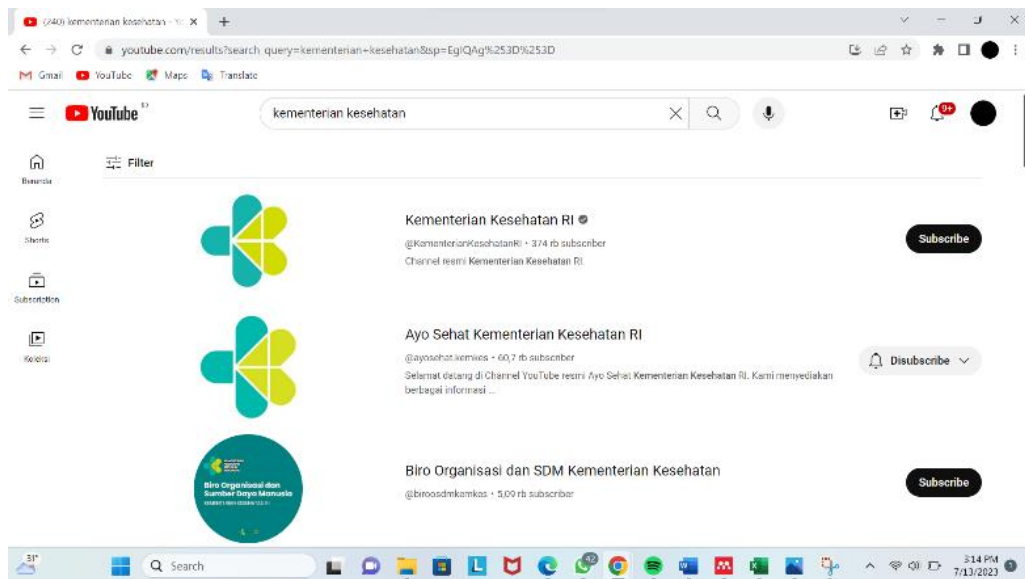 (240) kementerian kesehatan - Yo
youtube.com/results?search_query=kementerian+kesehatan&sp=EgIQAg%253D%253D
Gmail YouTube Maps Translate
YouTube ID
kementerian kesehatan
9+
Beranda
Shorts
Subscription
Koleksi
Filter
Kementerian Kesehatan RI
@KementerianKesehatanRI • 374 rb subscriber
Channel resmi Kementerian Kesehatan RI.
Subscribe
Ayo Sehat Kementerian Kesehatan RI
@ayosehat.kemkes • 60,7 rb subscriber
Selamat datang di Channel YouTube resmi Ayo Sehat Kementerian Kesehatan RI. Kami menyediakan
berbagai informasi ...
Disubscribe
Biro Organisasi dan
Sumber Daya Manusia
Biro Organisasi dan SDM Kementerian Kesehatan
@biroosdmkemkes • 5,09 rb subscriber
Subscribe
31°
Search
42
3:14 PM
7/13/2023